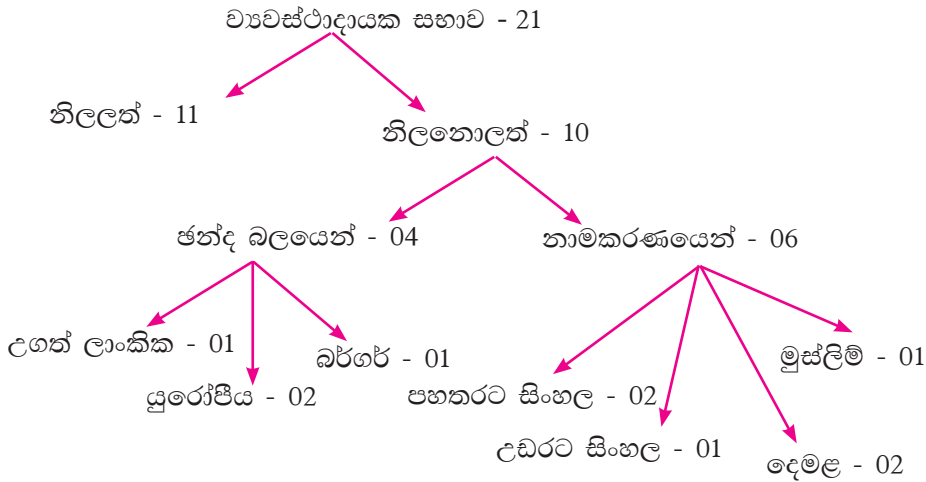 ව්‍යවස්ථාදායක සභාව - 21
නිලලත් - 11
නිලනොලත් - 10
ඡන්ද බලයෙන් - 04
නාමකරණයෙන් - 06
උගත් ලාංකික - 01
යුරෝපීය - 02
බර්ගර් - 01
පහතරට සිංහල - 02
උඩරට සිංහල - 01
දෙමළ - 02
මුස්ලිම් - 01